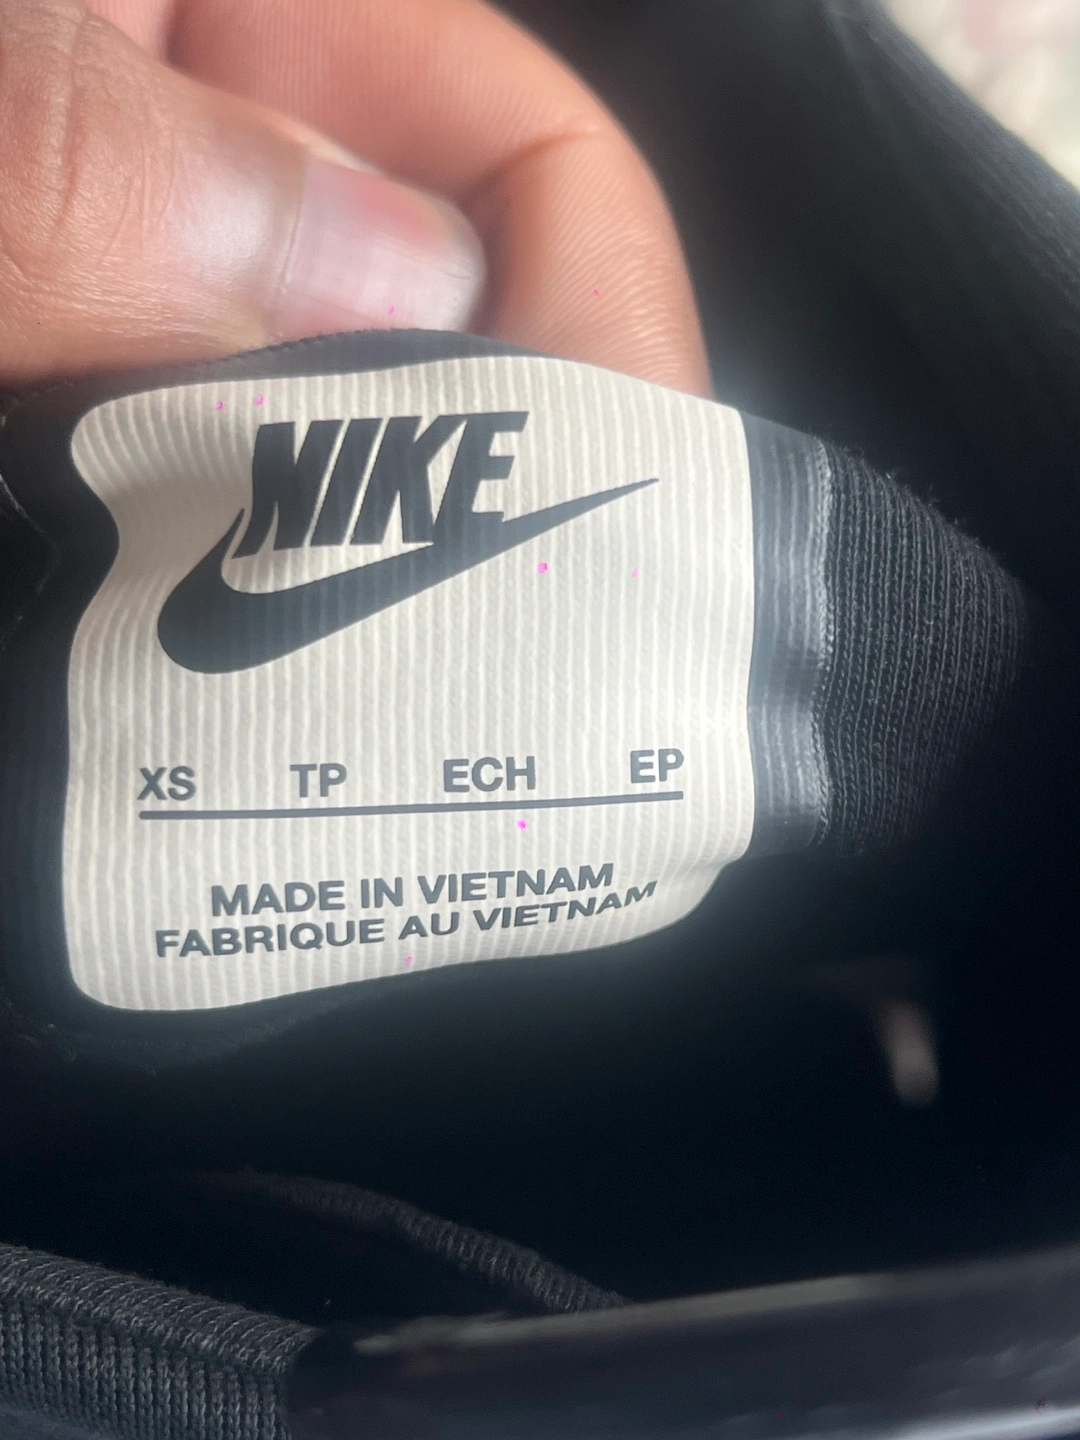 NIKE
XS TP ECH EP
MADE IN VIETNAM
FABRIQUE AU VIETNAM